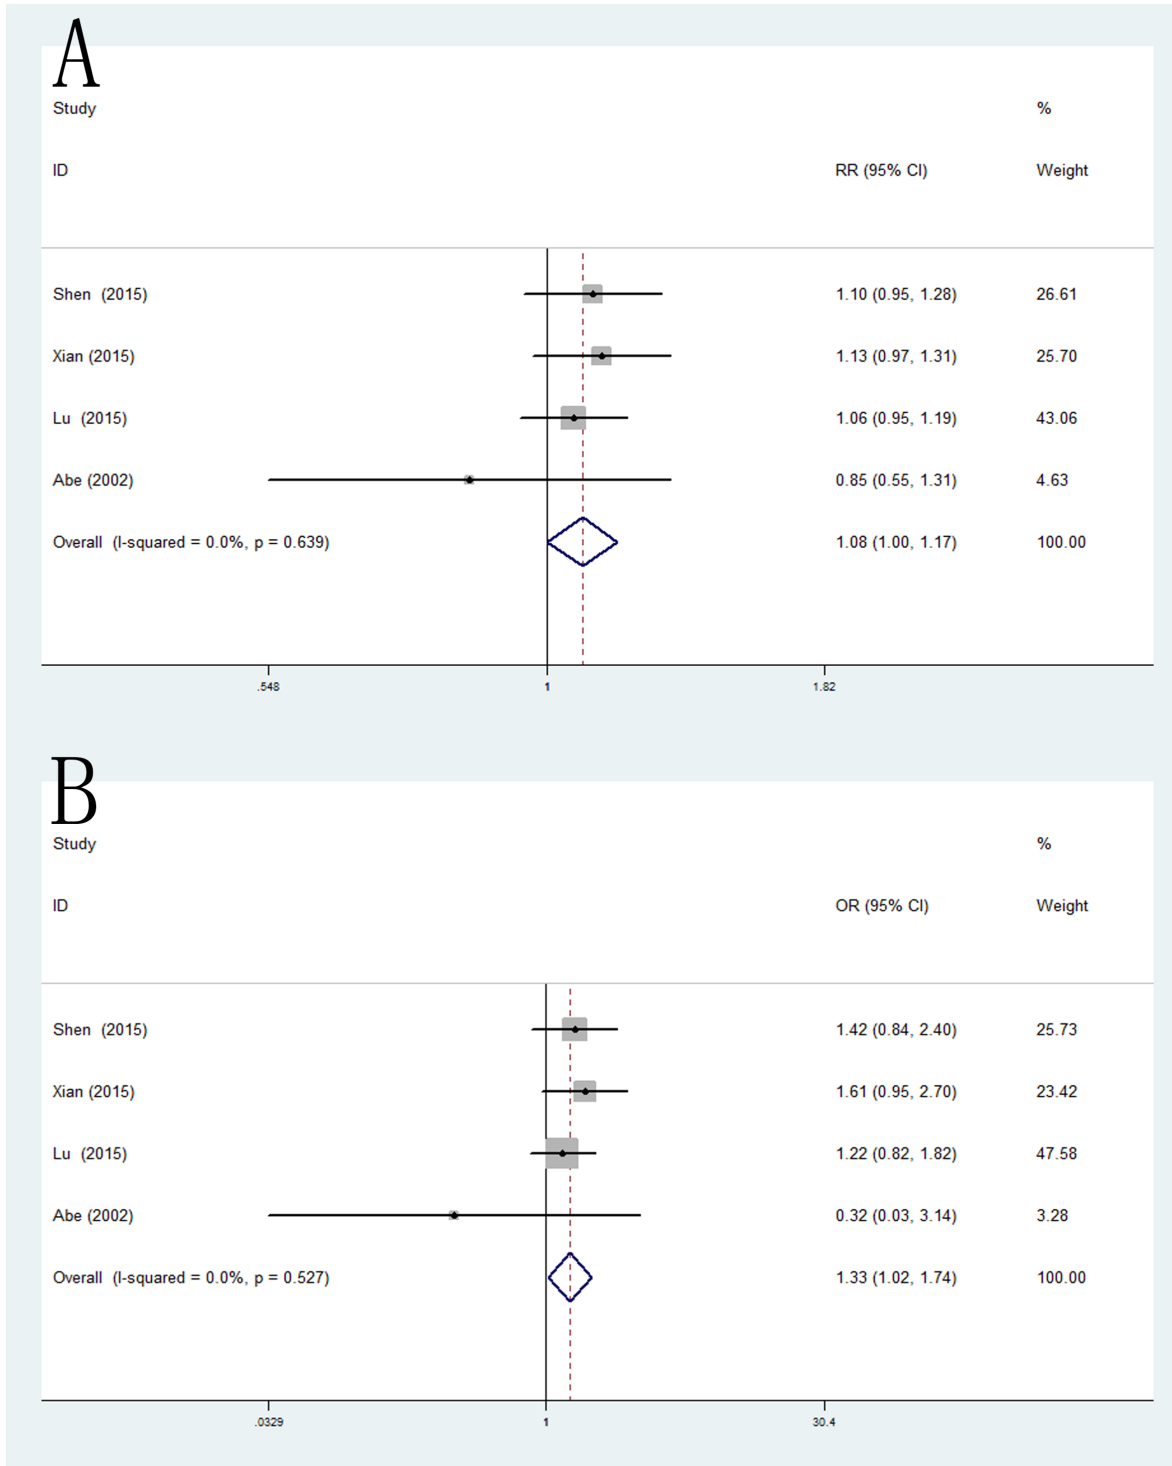 A
Study %
ID RR (95% CI) Weight
Shen (2015) 1.10 (0.95, 1.28) 26.61
Xian (2015) 1.13 (0.97, 1.31) 25.70
Lu (2015) 1.06 (0.95, 1.19) 43.06
Abe (2002) 0.85 (0.55, 1.31) 4.63
Overall (I-squared = 0.0%, p = 0.639) 1.08 (1.00, 1.17) 100.00
.548 1 1.82
B
Study %
ID OR (95% CI) Weight
Shen (2015) 1.42 (0.84, 2.40) 25.73
Xian (2015) 1.61 (0.95, 2.70) 23.42
Lu (2015) 1.22 (0.82, 1.82) 47.58
Abe (2002) 0.32 (0.03, 3.14) 3.28
Overall (I-squared = 0.0%, p = 0.527) 1.33 (1.02, 1.74) 100.00
.0329 1 30.4